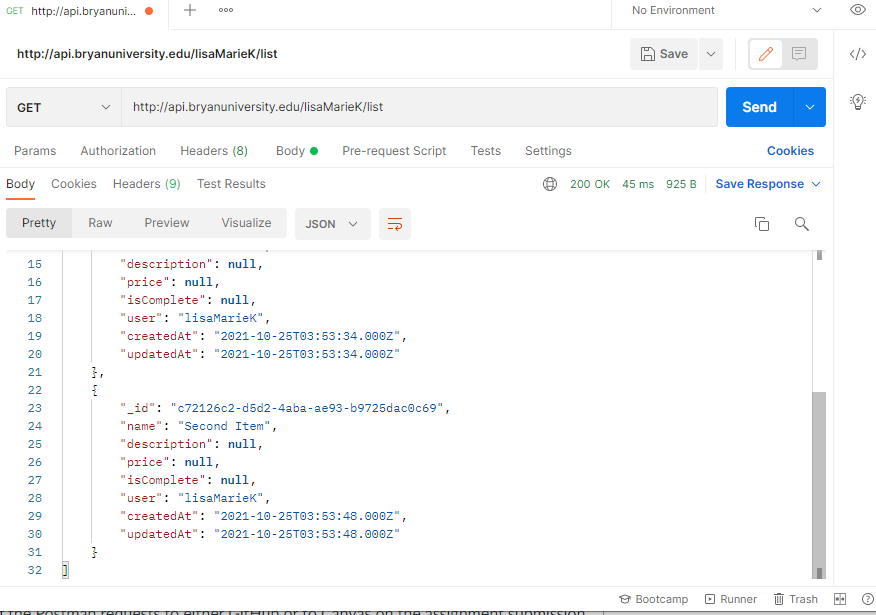 GET http://api.bryanuni... No Environment
http://api.bryanuniversity.edu/lisaMarieK/list Save
GET http://api.bryanuniversity.edu/lisaMarieK/list Send
Params Authorization Headers (8) Body Pre-request Script Tests Settings Cookies
Body Cookies Headers (9) Test Results 200 OK 45 ms 925 B Save Response
Pretty Raw Preview Visualize JSON
15 "description": null,
16 "price": null,
17 "isComplete": null,
18 "user": "lisaMarieK",
19 "createdAt": "2021-10-25T03:53:34.000Z",
20 "updatedAt": "2021-10-25T03:53:34.000Z"
21 },
22 {
23 "_id": "c72126c2-d5d2-4aba-ae93-b9725dac0c69",
24 "name": "Second Item",
25 "description": null,
26 "price": null,
27 "isComplete": null,
28 "user": "lisaMarieK",
29 "createdAt": "2021-10-25T03:53:48.000Z",
30 "updatedAt": "2021-10-25T03:53:48.000Z"
31 }
32 ]
Bootcamp Runner Trash
the Postman requests to either GitHub or to Canvas on the assignment submission